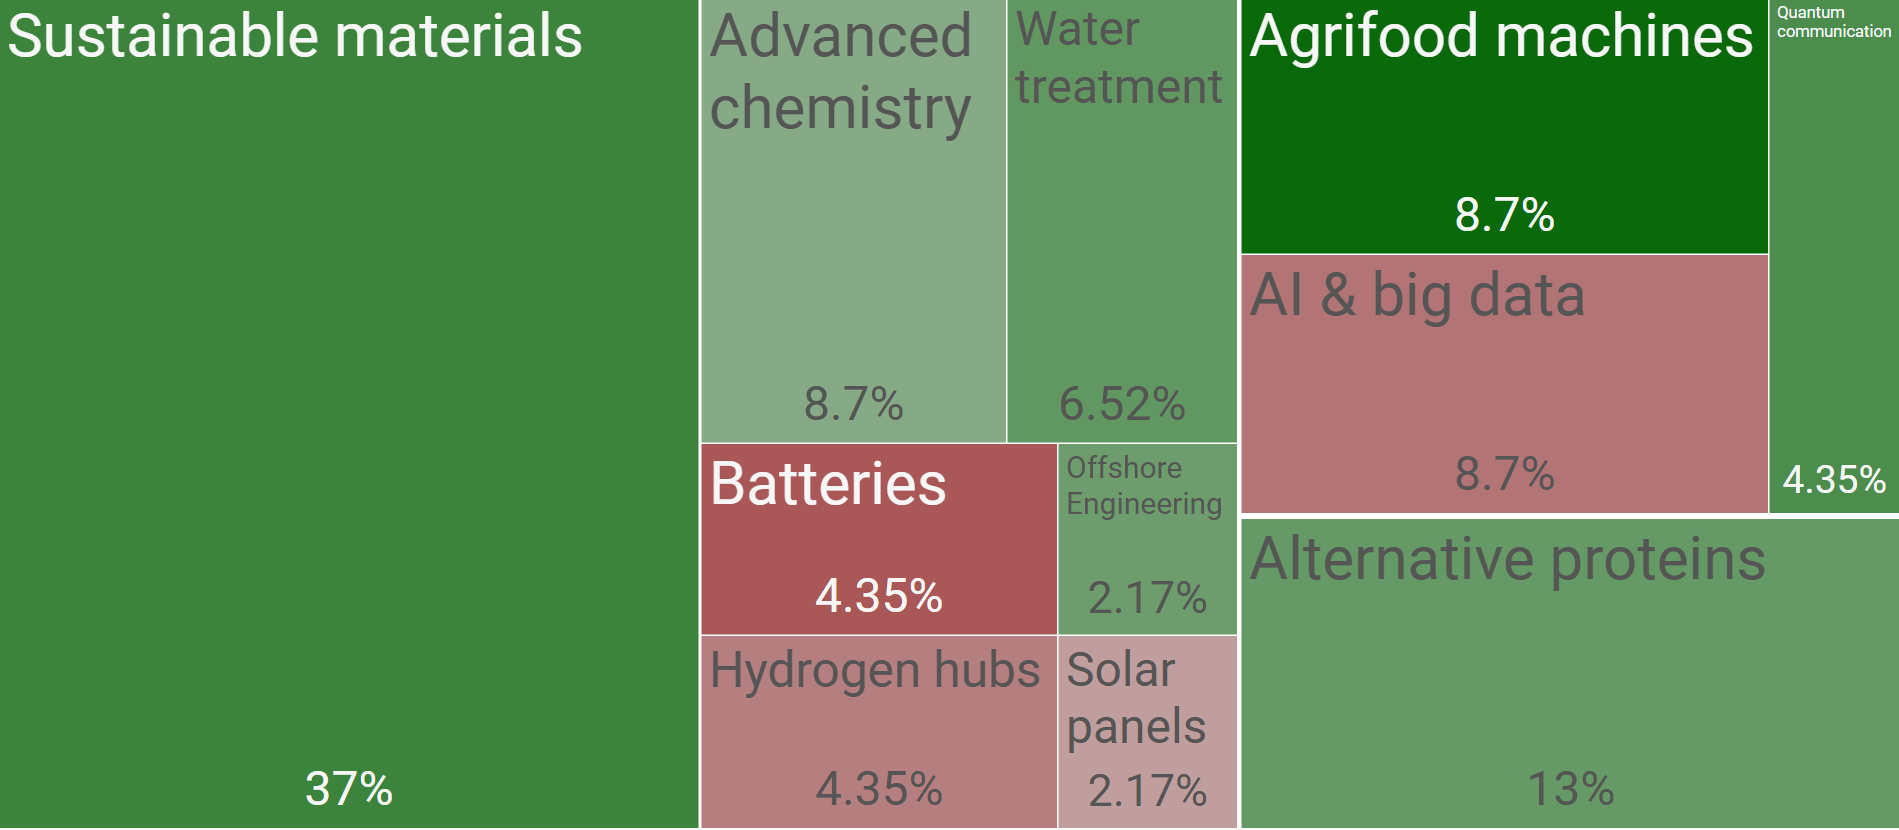 Sustainable materials
37%
Advanced
chemistry
8.7%
Water
treatment
6.52%
Batteries
4.35%
Offshore
Engineering
2.17%
Hydrogen hubs
4.35%
Solar
panels
2.17%
Agrifood machines
8.7%
Quantum
communication
4.35%
AI & big data
8.7%
Alternative proteins
13%